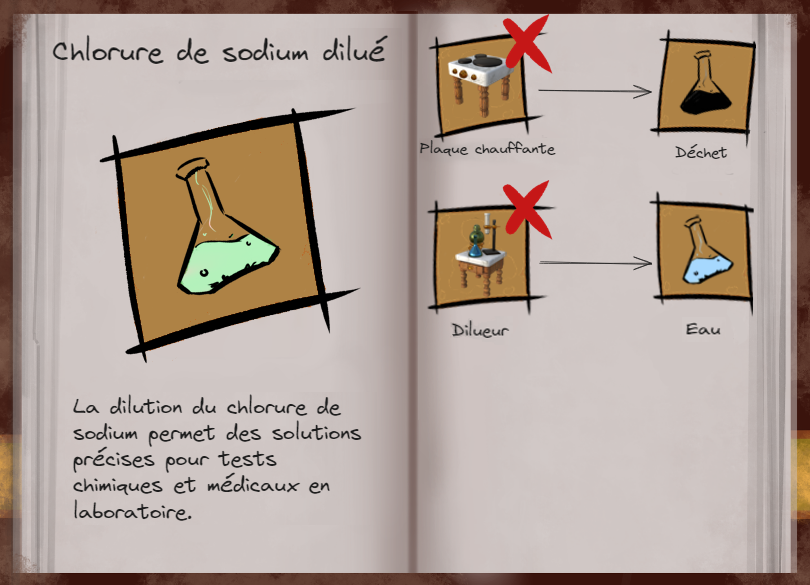 Chlorure de sodium dilué
La dilution du chlorure de
sodium permet des solutions
précises pour tests
chimiques et médicaux en
laboratoire.
Plaque chauffante
Déchet
Dilueur
Eau